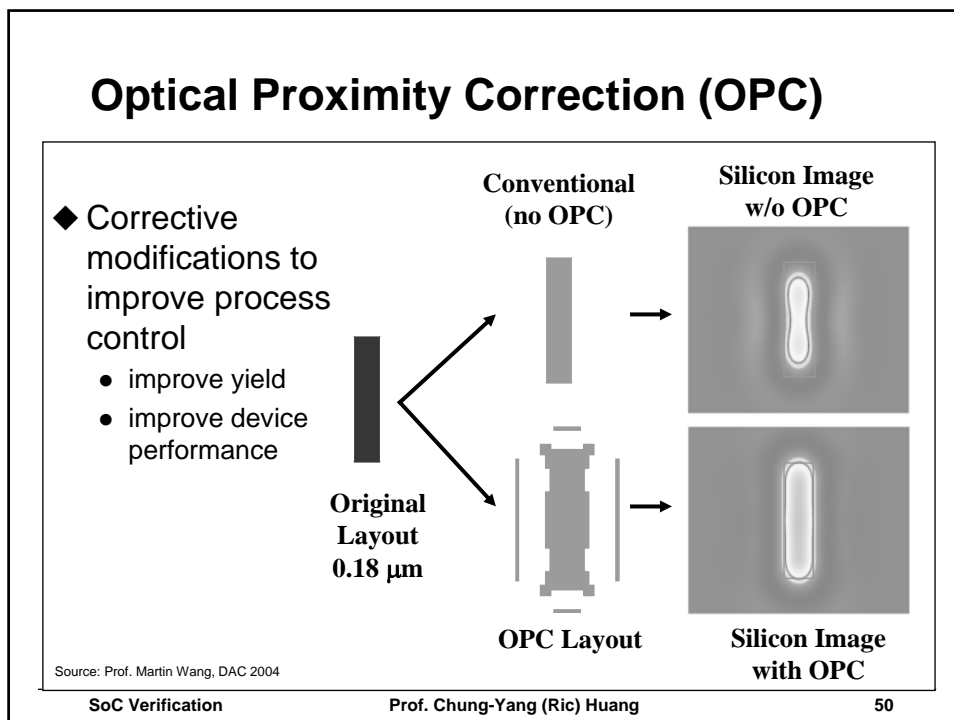 Optical Proximity Correction (OPC)
◆ Corrective
modifications to
improve process
control
● improve yield
● improve device
performance
Original
Layout
0.18 μm
Conventional
(no OPC)
Silicon Image
w/o OPC
OPC Layout
Silicon Image
with OPC
Source: Prof. Martin Wang, DAC 2004
SoC Verification
Prof. Chung-Yang (Ric) Huang
50